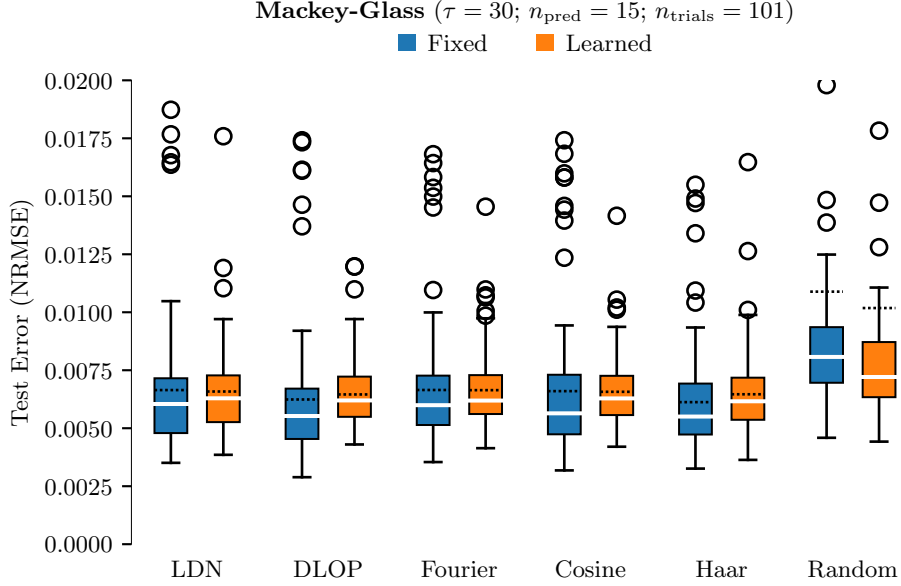 Mackey-Glass (τ = 30; n_pred = 15; n_trials = 101)
Fixed Learned
Test Error (NRMSE)
0.0200
0.0175
0.0150
0.0125
0.0100
0.0075
0.0050
0.0025
0.0000
LDN DLOP Fourier Cosine Haar Random